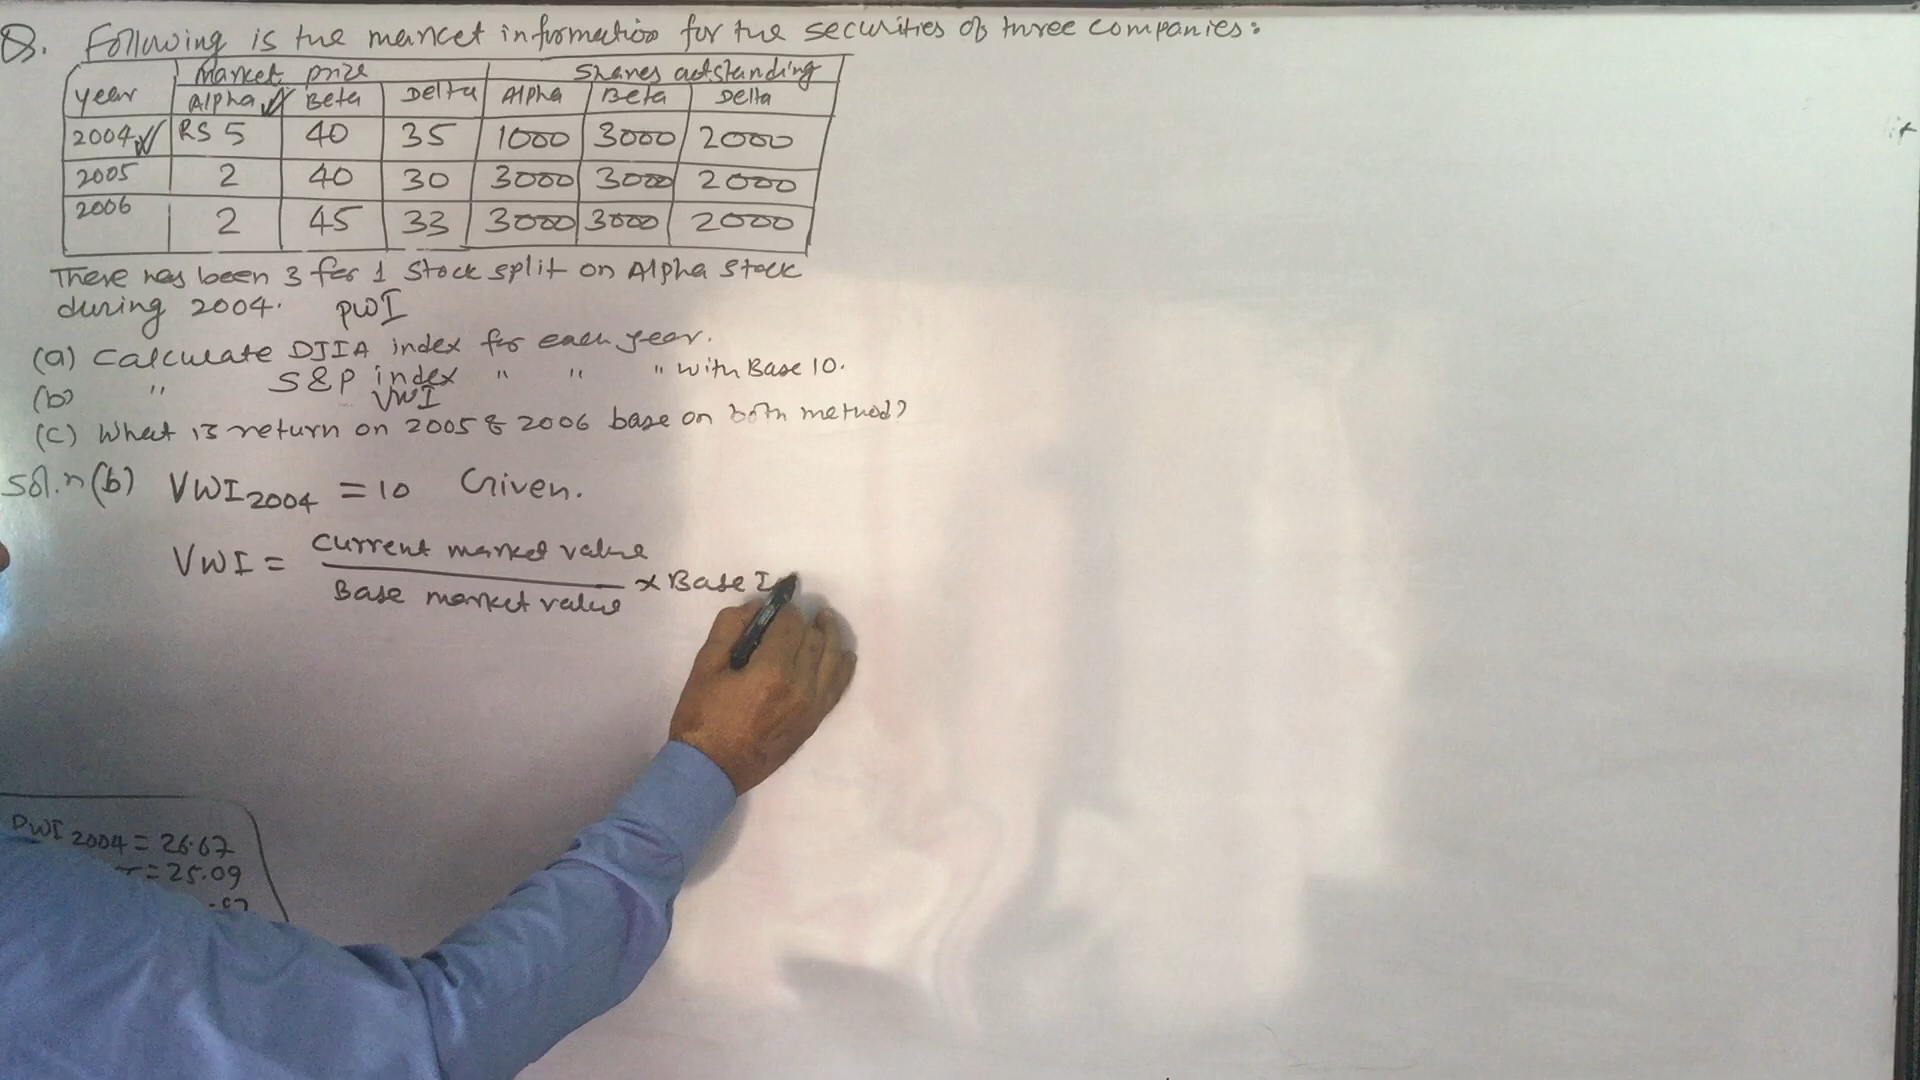 Q. Following is the market information for the securities of three companies:
year | Market prize | Shares outstanding
Alpha ✓ | Beta | Delta | Alpha | Beta | Delta
2004 ✓ | RS 5 | 40 | 35 | 1000 | 3000 | 2000
2005 | 2 | 40 | 30 | 3000 | 3000 | 2000
2006 | 2 | 45 | 33 | 3000 | 3000 | 2000
There has been 3 for 1 stock split on Alpha stock
during 2004. PWI
(a) Calculate DJIA index for each year.
(b) " S&P index " " " with Base 10.
VWI
(c) What is return on 2005 & 2006 base on both method?
Sol.n (b) VWI2004 = 10 Given.
VWI = Current market value / Base market value × Base I
PWI 2004 = 26.67
= 25.09